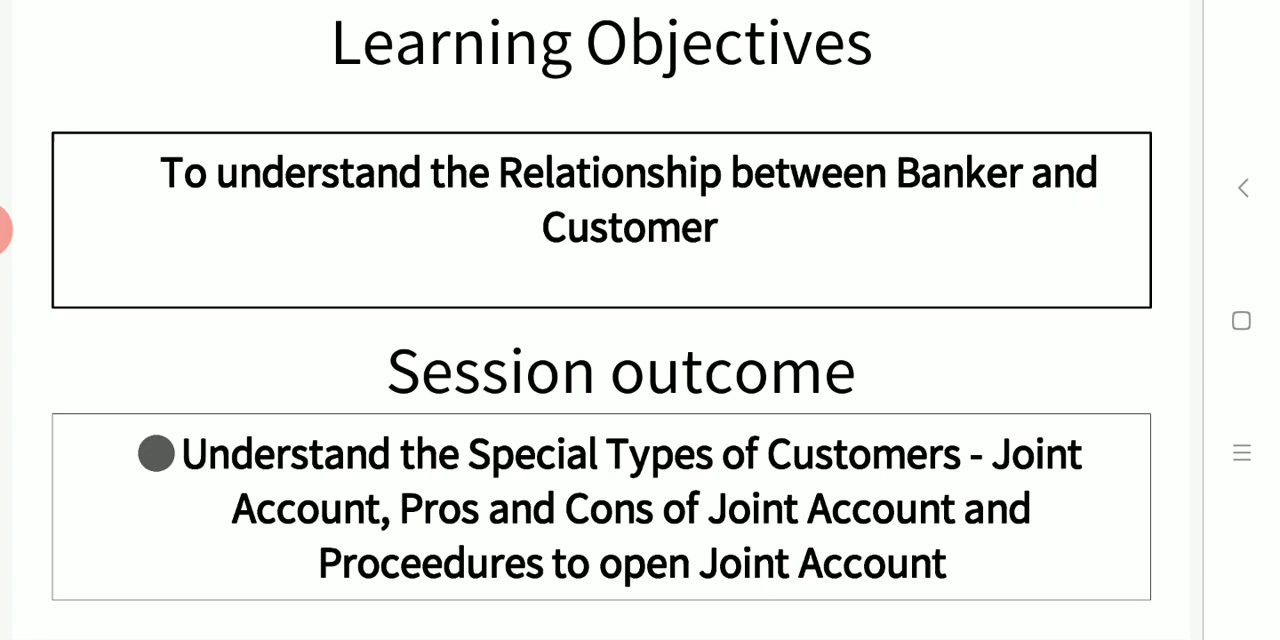 Learning Objectives
To understand the Relationship between Banker and
Customer
Session outcome
Understand the Special Types of Customers - Joint
Account, Pros and Cons of Joint Account and
Proceedures to open Joint Account